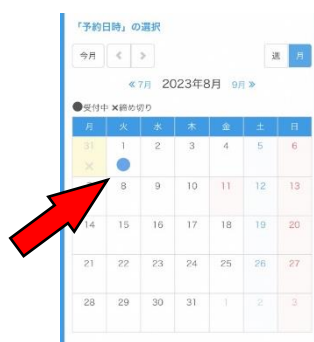 「予約日時」の選択
今月 < > 週 月
≪ 7月 2023年8月 9月 ≫
●受付中 ×締め切り
月 火 水 木 金 土 日
31 1 2 3 4 5 6
×
8 9 10 11 12 13
14 15 16 17 18 19 20
21 22 23 24 25 26 27
28 29 30 31 1 2 3